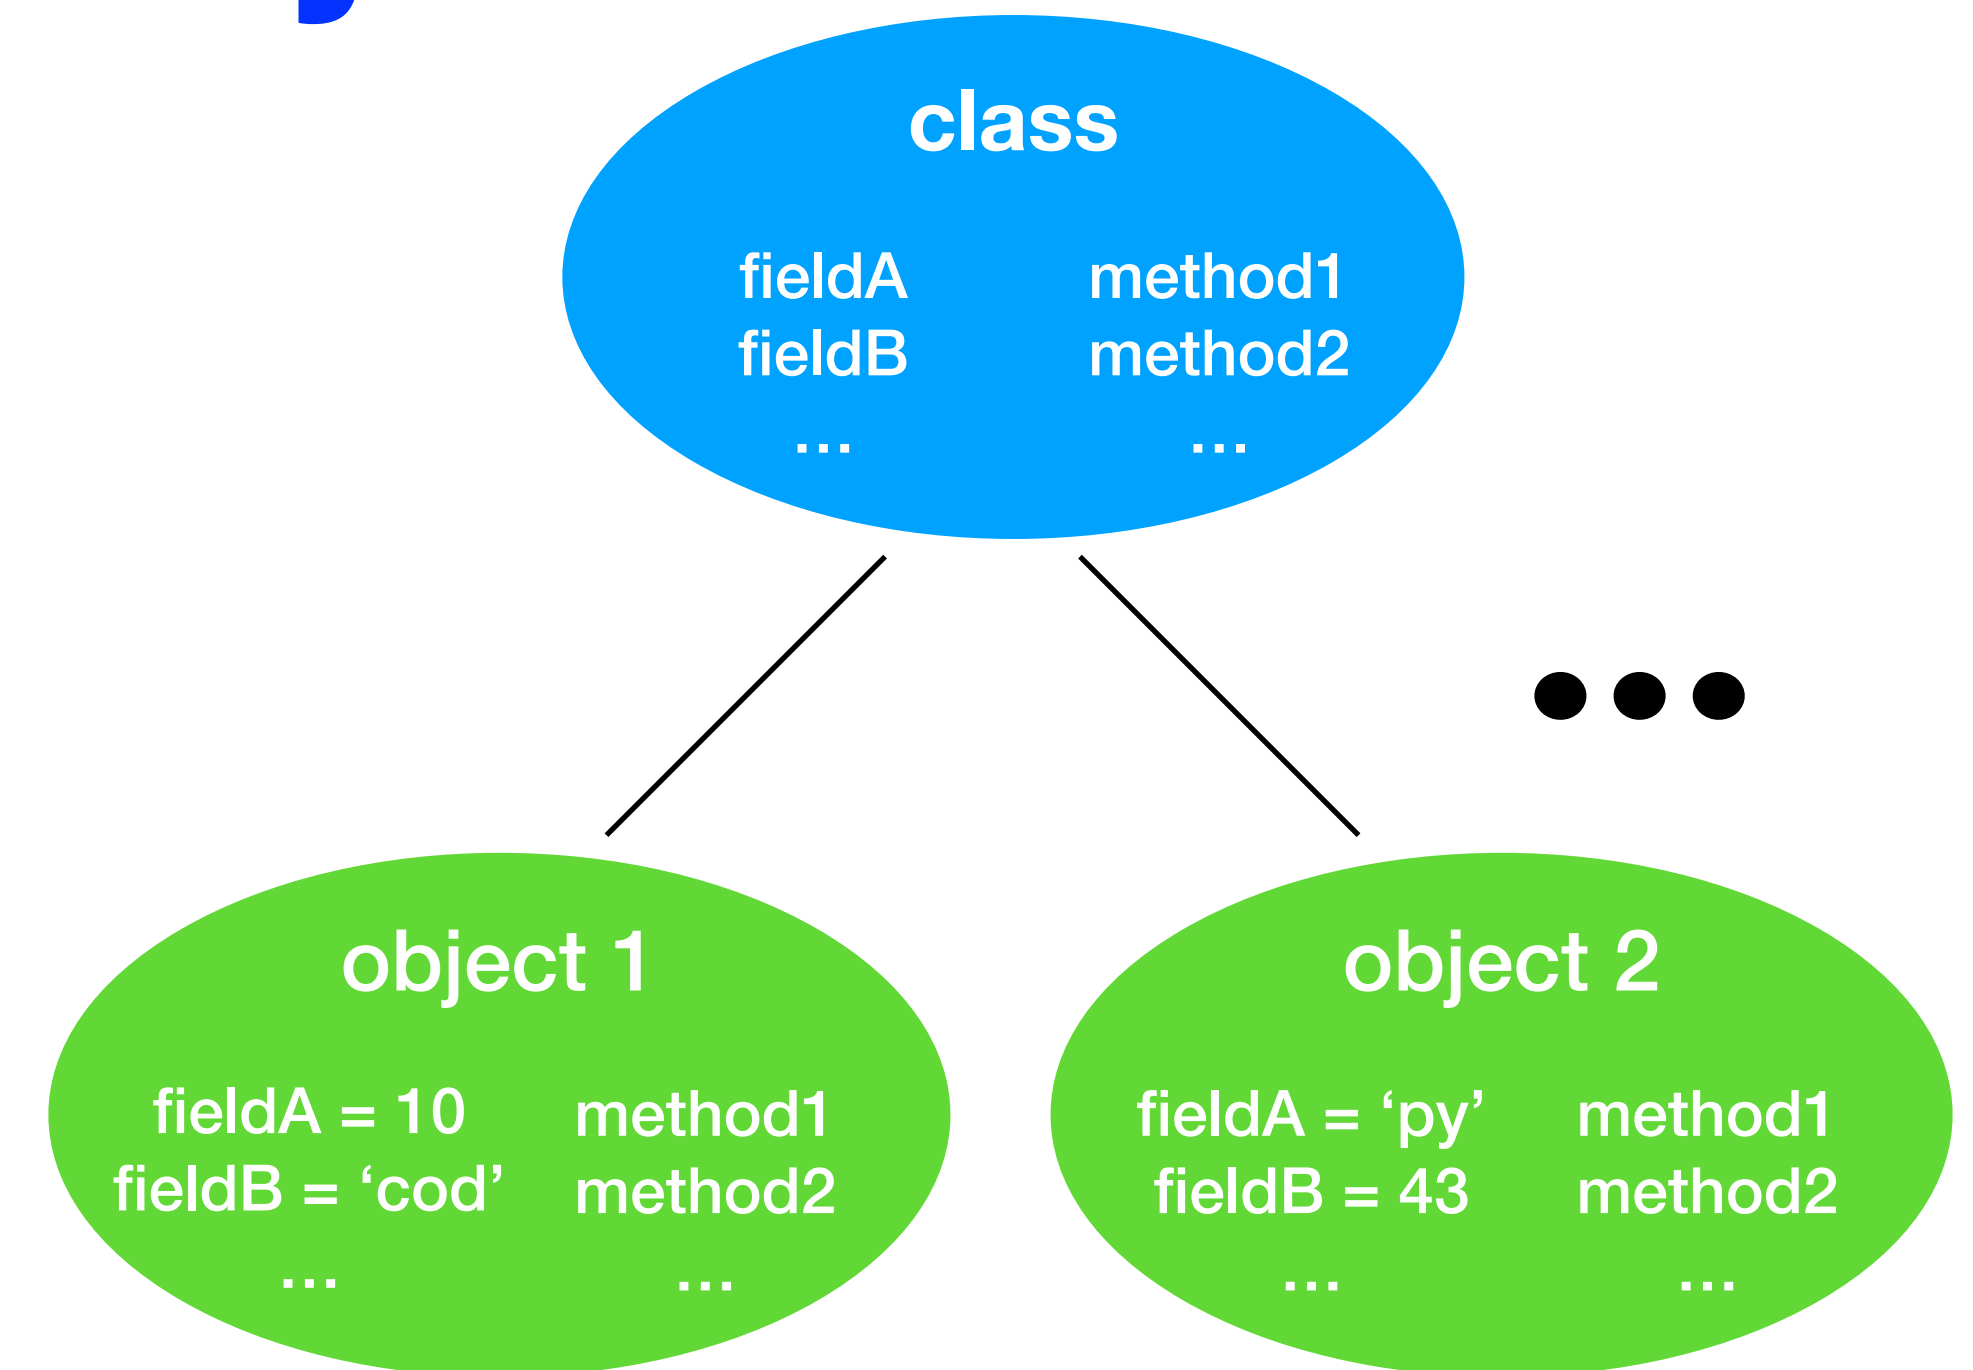 class
fieldA method1
fieldB method2
... ...
object 1 object 2
fieldA = 10 method1 fieldA = ‘py’ method1
fieldB = ‘cod’ method2 fieldB = 43 method2
... ... ... ...